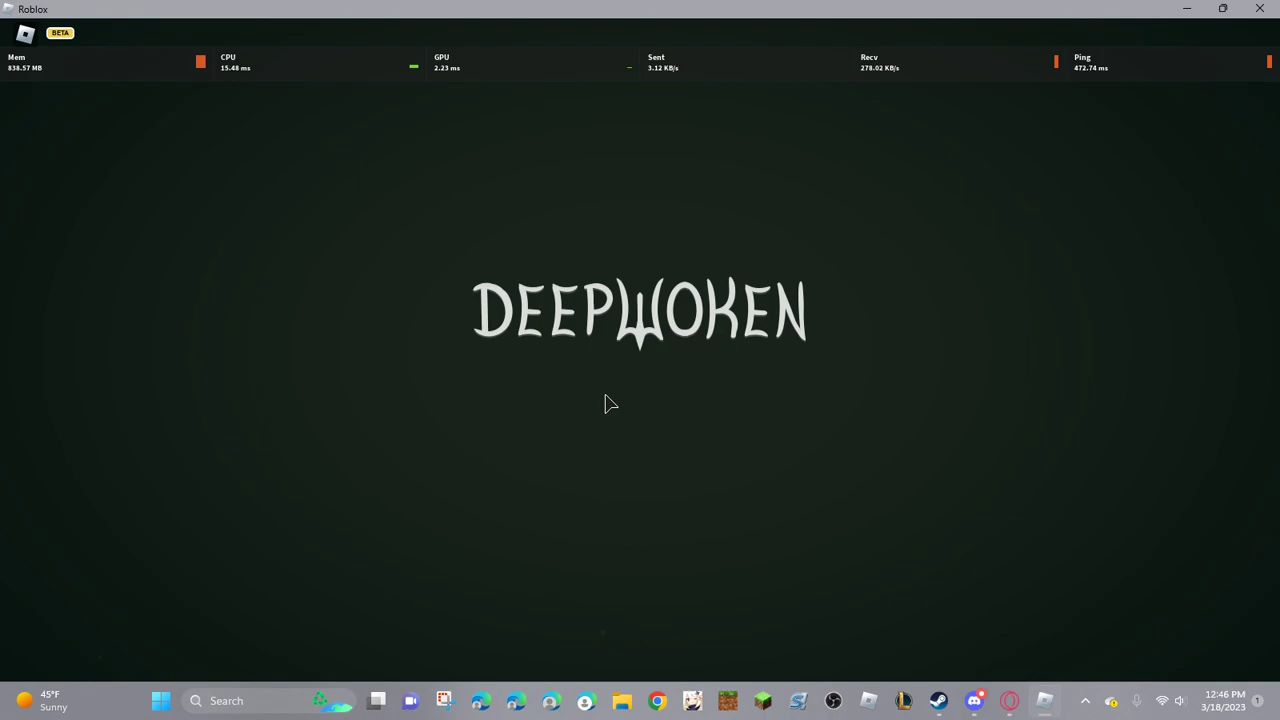 Roblox
BETA
Mem
838.57 MB
CPU
15.48 ms
GPU
2.23 ms
Sent
3.12 KB/s
Recv
278.02 KB/s
Ping
472.74 ms
DEEPWOKEN
45°F
Sunny
Search
12:46 PM
3/18/2023
1